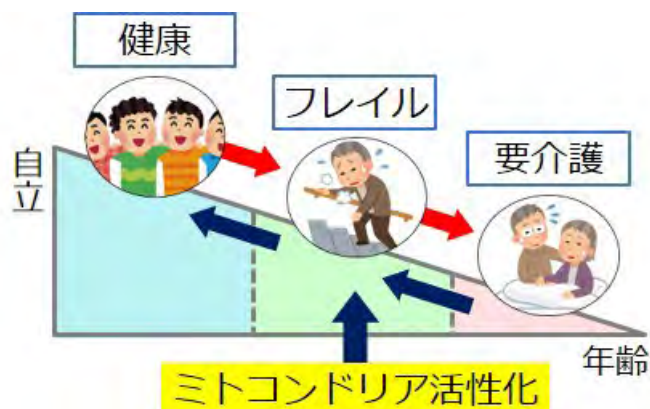 健康
フレイル
要介護
自立
年齢
ミトコンドリア活性化